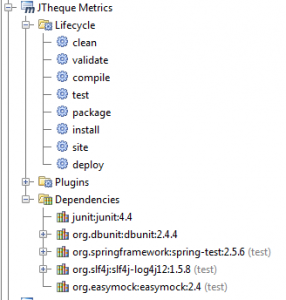 JTheque Metrics
Lifecycle
clean
validate
compile
test
package
install
site
deploy
Plugins
Dependencies
junit:junit:4.4
org.dbunit:dbunit:2.4.4
org.springframework:spring-test:2.5.6 (test)
org.slf4j:slf4j-log4j12:1.5.8 (test)
org.easymock:easymock:2.4 (test)